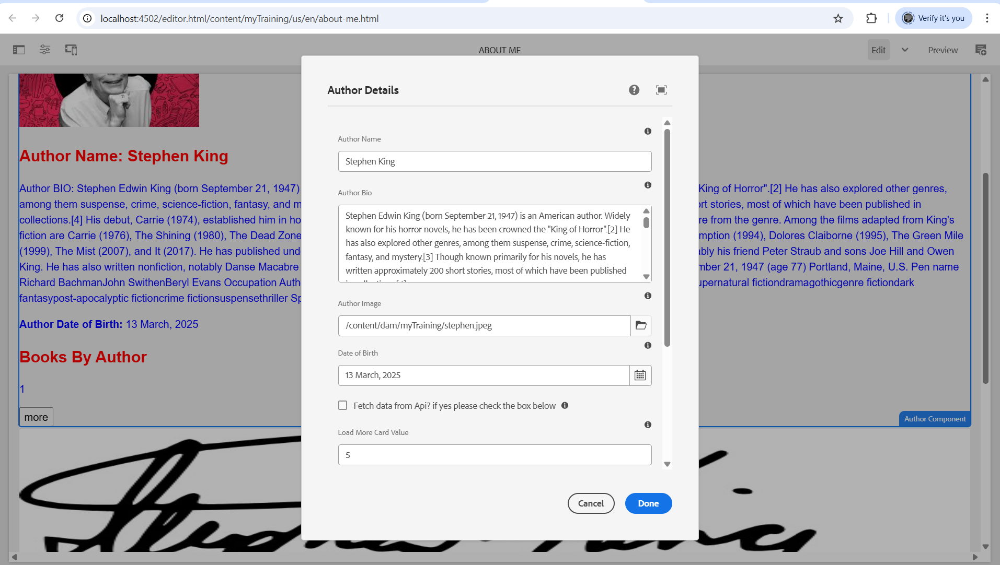 localhost:4502/editor.html/content/myTraining/us/en/about-me.html
Verify it's you
ABOUT ME
Edit
Preview
Author Name: Stephen King
Author BIO: Stephen Edwin King (born September 21, 1947)
King of Horror".[2] He has also explored other genres,
among them suspense, crime, science-fiction, fantasy, and m
rt stories, most of which have been published in
collections.[4] His debut, Carrie (1974), established him in ho
re from the genre. Among the films adapted from King's
fiction are Carrie (1976), The Shining (1980), The Dead Zone
mption (1994), Dolores Claiborne (1995), The Green Mile
(1999), The Mist (2007), and It (2017). He has published und
bly his friend Peter Straub and sons Joe Hill and Owen
King. He has also written nonfiction, notably Danse Macabre
mber 21, 1947 (age 77) Portland, Maine, U.S. Pen name
Richard BachmanJohn SwithenBeryl Evans Occupation Auth
upernatural fictiondramagothicgenre fictiondark
fantasypost-apocalyptic fictioncrime fictionsuspensethriller Sp
Author Date of Birth: 13 March, 2025
Books By Author
1
more
Author Component
Author Details
Author Name
Stephen King
Author Bio
Stephen Edwin King (born September 21, 1947) is an American author. Widely
known for his horror novels, he has been crowned the "King of Horror".[2] He
has also explored other genres, among them suspense, crime, science-fiction,
fantasy, and mystery.[3] Though known primarily for his novels, he has
written approximately 200 short stories, most of which have been published
Author Image
/content/dam/myTraining/stephen.jpeg
Date of Birth
13 March, 2025
Fetch data from Api? if yes please check the box below
Load More Card Value
5
Cancel
Done